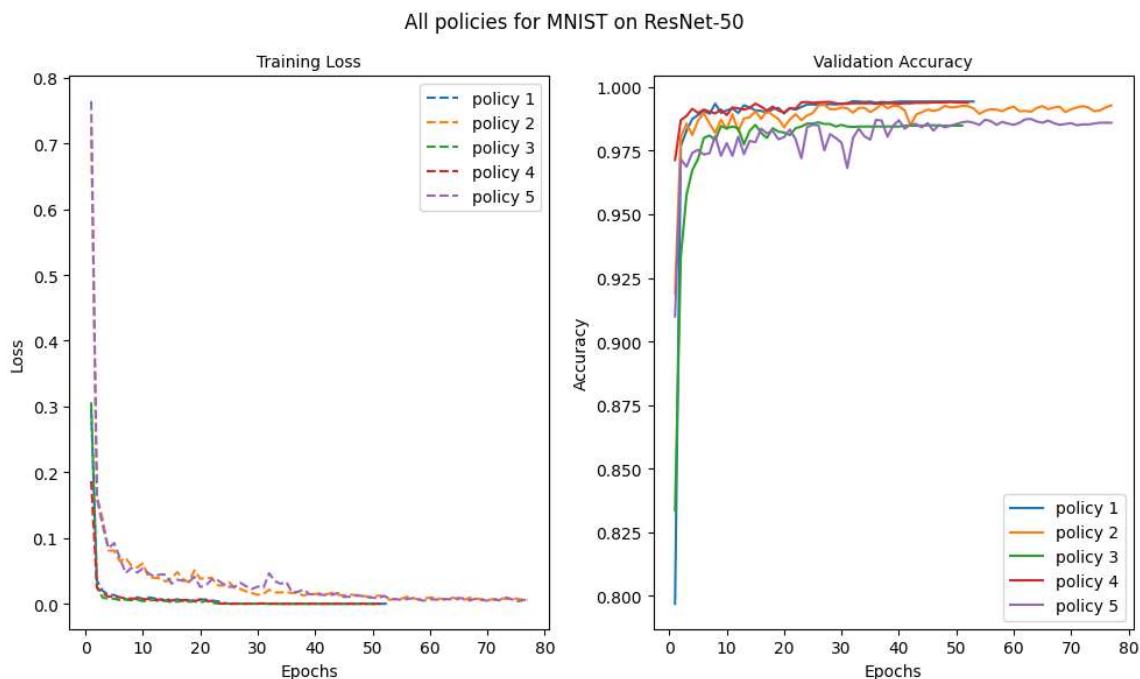 All policies for MNIST on ResNet-50
Training Loss
0.8
0.7
0.6
0.5
0.4
0.3
0.2
0.1
0.0
Loss
policy 1
policy 2
policy 3
policy 4
policy 5
0 10 20 30 40 50 60 70 80
Epochs
Validation Accuracy
1.000
0.975
0.950
0.925
0.900
0.875
0.850
0.825
0.800
Accuracy
policy 1
policy 2
policy 3
policy 4
policy 5
0 10 20 30 40 50 60 70 80
Epochs